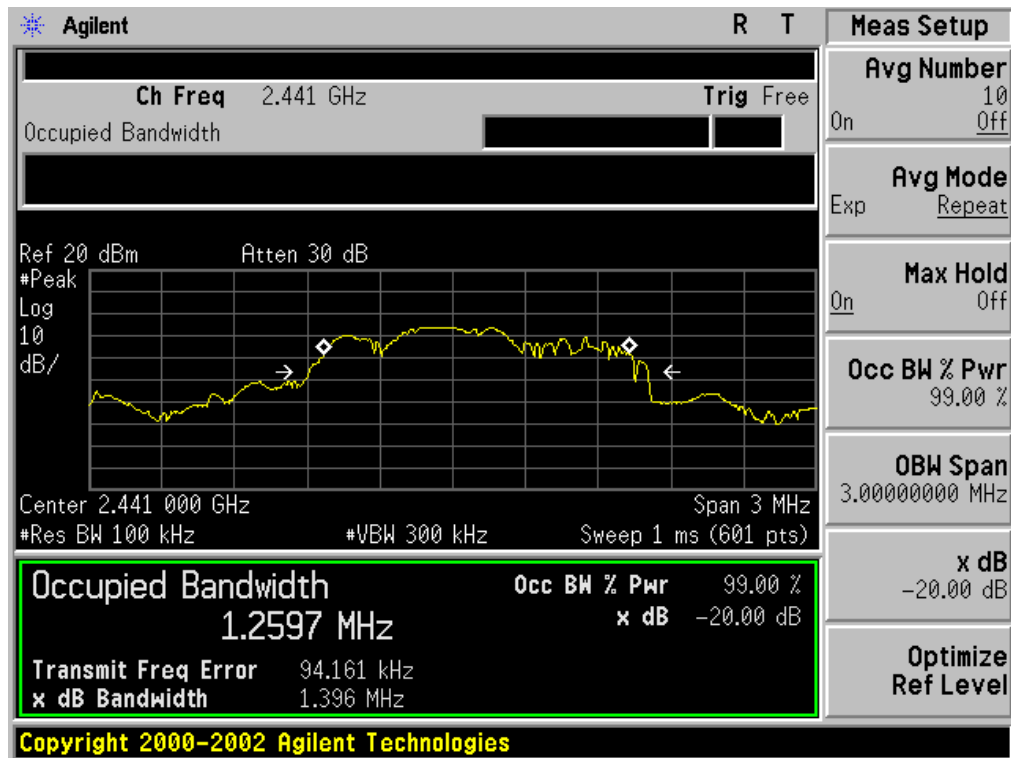 Agilent R T
Ch Freq 2.441 GHz Trig Free
Occupied Bandwidth
Ref 20 dBm Atten 30 dB
#Peak
Log
10
dB/
Center 2.441 000 GHz Span 3 MHz
#Res BW 100 kHz #VBW 300 kHz Sweep 1 ms (601 pts)
Occupied Bandwidth Occ BW % Pwr 99.00 %
1.2597 MHz x dB -20.00 dB
Transmit Freq Error 94.161 kHz
x dB Bandwidth 1.396 MHz
Copyright 2000-2002 Agilent Technologies
Meas Setup
Avg Number
10
On Off
Avg Mode
Exp Repeat
Max Hold
On Off
Occ BW % Pwr
99.00 %
OBW Span
3.00000000 MHz
x dB
-20.00 dB
Optimize
Ref Level